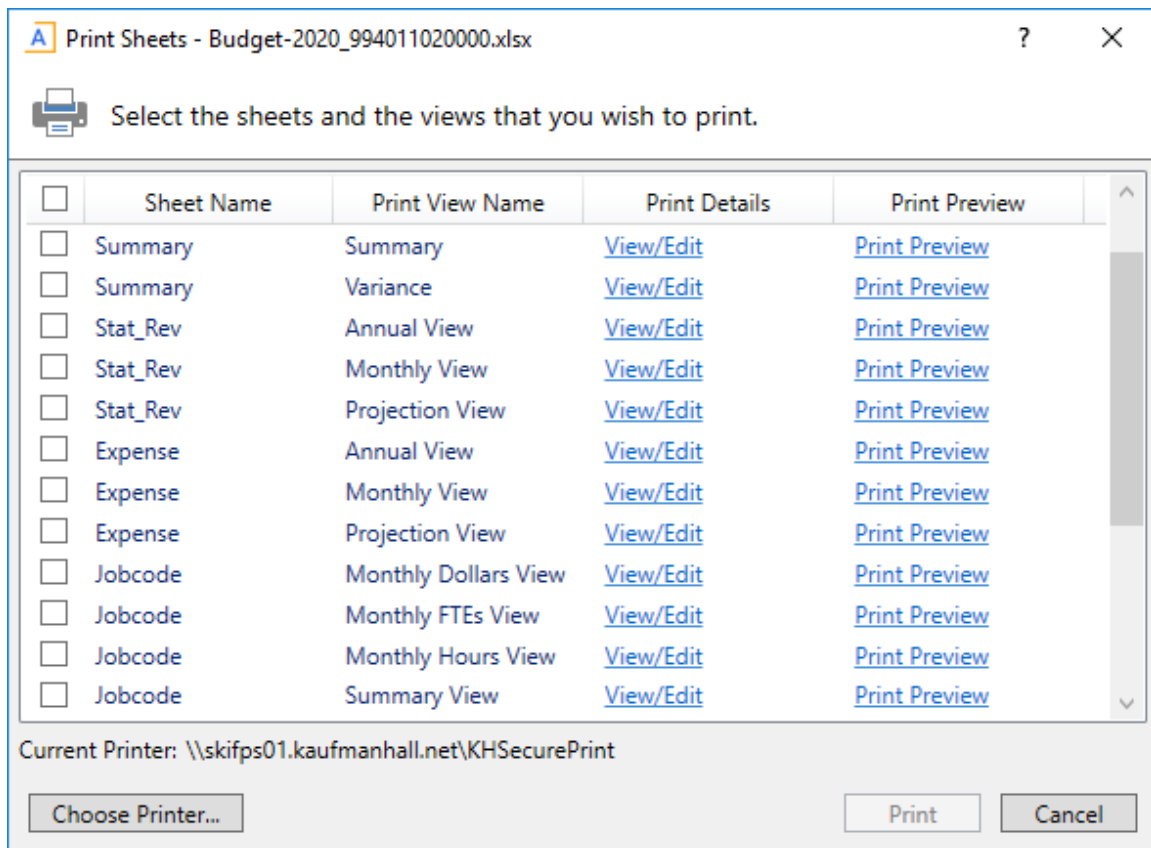 A Print Sheets - Budget-2020_994011020000.xlsx ?
Select the sheets and the views that you wish to print.
Sheet Name Print View Name Print Details Print Preview
Summary Summary View/Edit Print Preview
Summary Variance View/Edit Print Preview
Stat_Rev Annual View View/Edit Print Preview
Stat_Rev Monthly View View/Edit Print Preview
Stat_Rev Projection View View/Edit Print Preview
Expense Annual View View/Edit Print Preview
Expense Monthly View View/Edit Print Preview
Expense Projection View View/Edit Print Preview
Jobcode Monthly Dollars View View/Edit Print Preview
Jobcode Monthly FTEs View View/Edit Print Preview
Jobcode Monthly Hours View View/Edit Print Preview
Jobcode Summary View View/Edit Print Preview
Current Printer: \\skifps01.kaufmanhall.net\KHSecurePrint
Choose Printer... Print Cancel